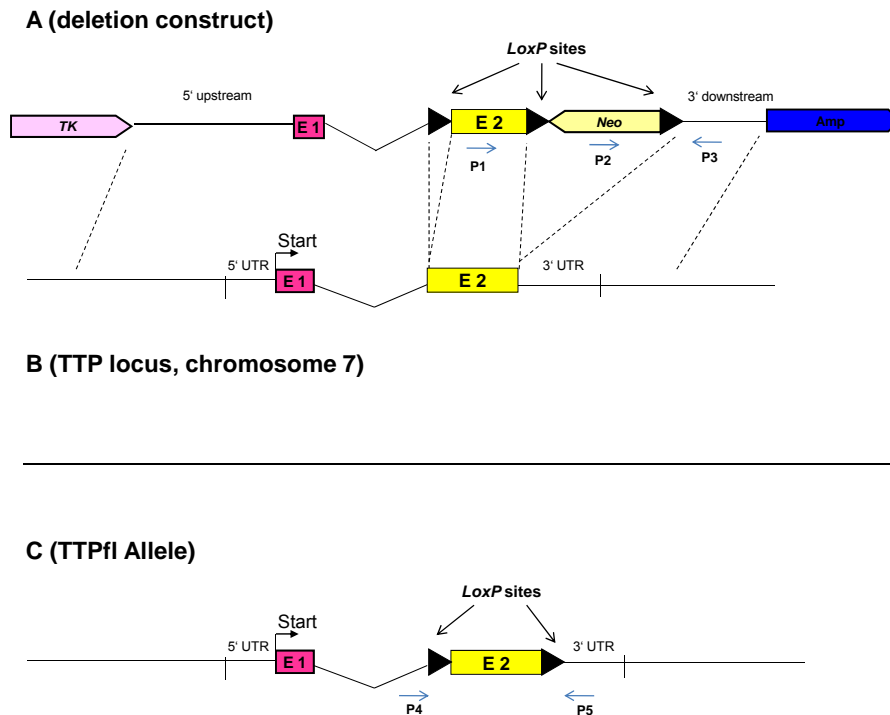 A (deletion construct)
LoxP sites
5‘ upstream
3‘ downstream
TK
E 1
E 2
Neo
Amp
P1
P2
P3
Start
5‘ UTR
3‘ UTR
E 1
E 2
B (TTP locus, chromosome 7)
C (TTPfl Allele)
LoxP sites
Start
5‘ UTR
3‘ UTR
E 1
E 2
P4
P5